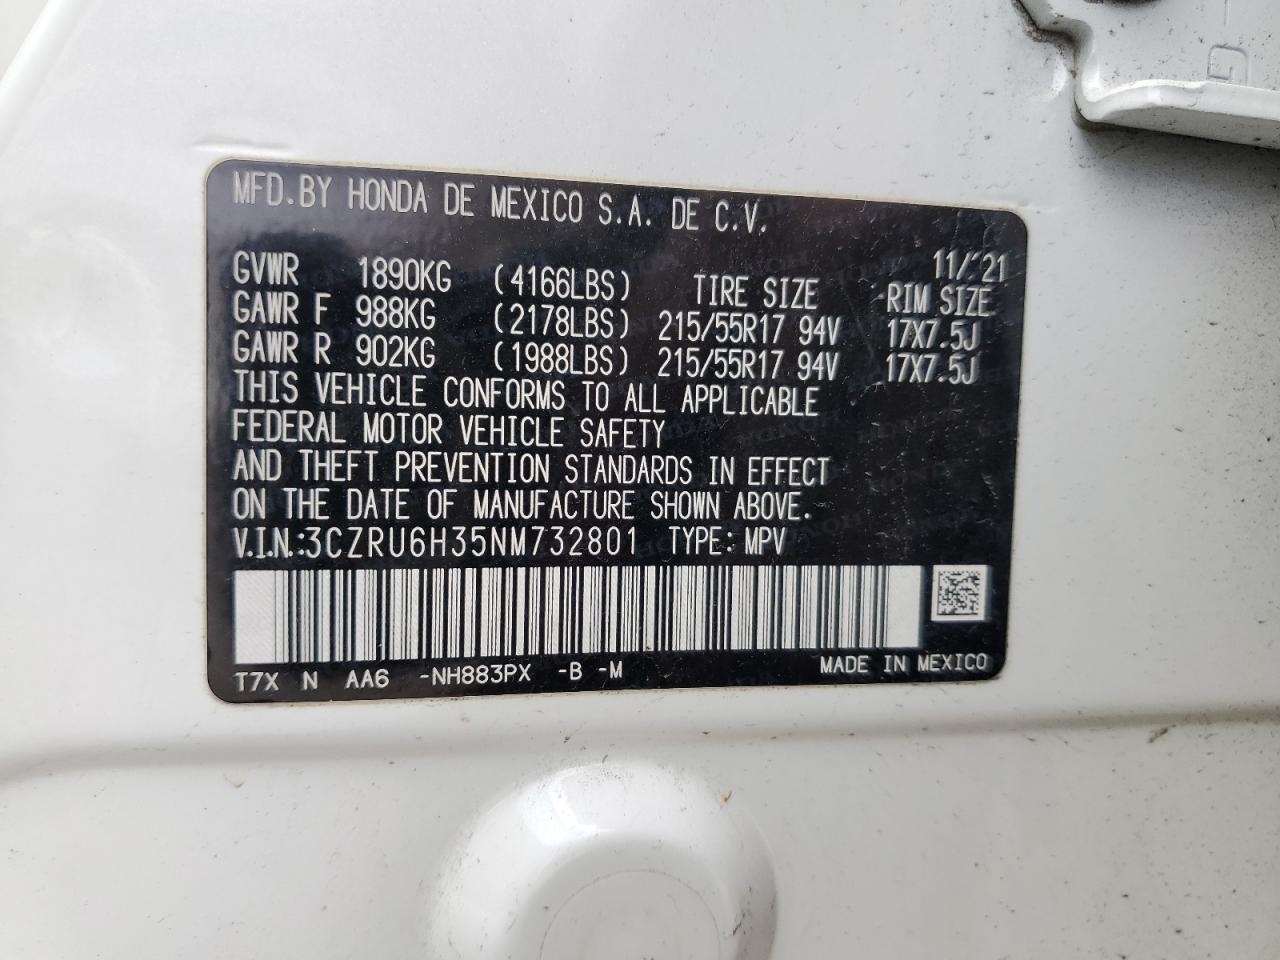 MFD.BY HONDA DE MEXICO S.A. DE C.V.
11/'21
GVWR 1890KG (4166LBS) TIRE SIZE RIM SIZE
GAWR F 988KG (2178LBS) 215/55R17 94V 17X7.5J
GAWR R 902KG (1988LBS) 215/55R17 94V 17X7.5J
THIS VEHICLE CONFORMS TO ALL APPLICABLE
FEDERAL MOTOR VEHICLE SAFETY
AND THEFT PREVENTION STANDARDS IN EFFECT
ON THE DATE OF MANUFACTURE SHOWN ABOVE.
V.I.N.:3CZRU6H35NM732801 TYPE: MPV
T7X N AA6 -NH883PX -B -M MADE IN MEXICO